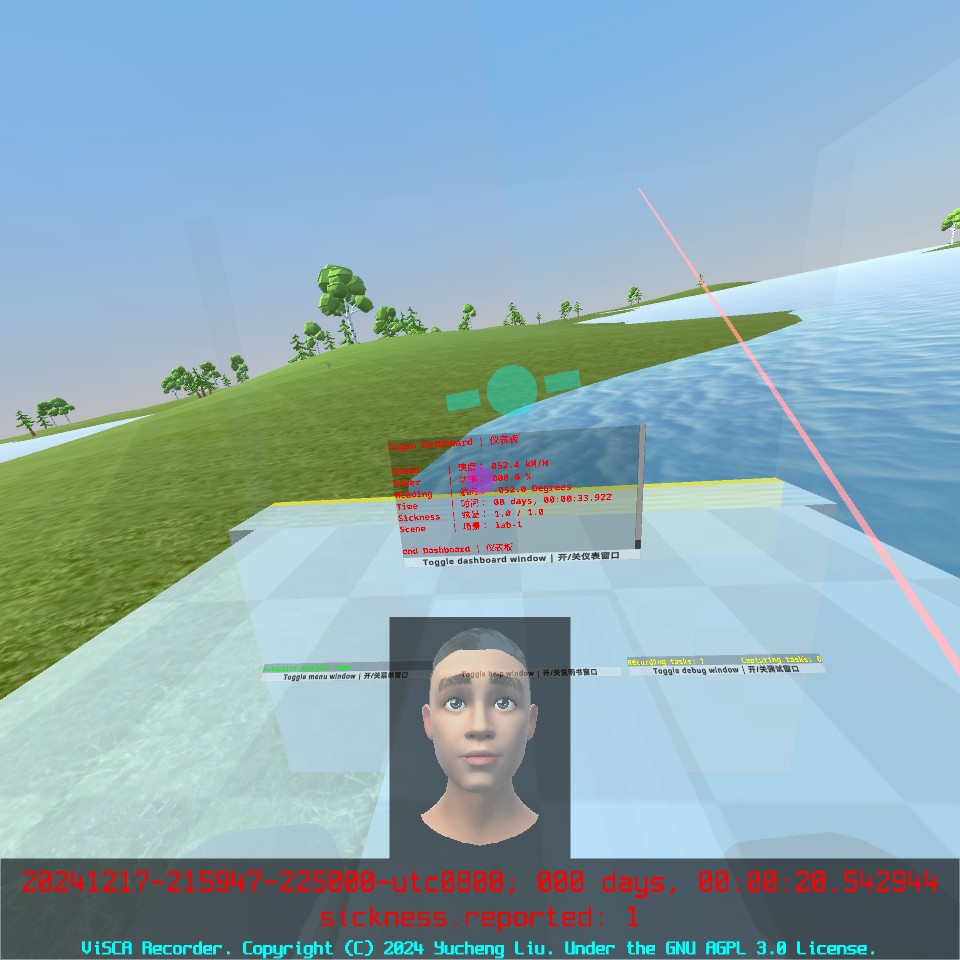 Dashboard | 仪表板
Speed | 速度: 052.4 kM/H
Power | 功率: 000.0 %
Heading | 航向: -052.0 Degrees
Time | 时间: 00 days, 00:00:33.922
Sickness | 眩晕: 1.0 / 1.0
Scene | 场景: lab-1
End Dashboard | 仪表板
Toggle dashboard window | 开/关仪表窗口
Recording tasks: 1 Capturing tasks: 0
Toggle menu window | 开/关菜单窗口
Toggle help window | 开/关说明书窗口
Toggle debug window | 开/关调试窗口
20241217-215947-225000-utc0800; 000 days, 00:00:20.542944
sickness.reported: 1
ViSCA Recorder. Copyright (C) 2024 Yucheng Liu. Under the GNU AGPL 3.0 License.